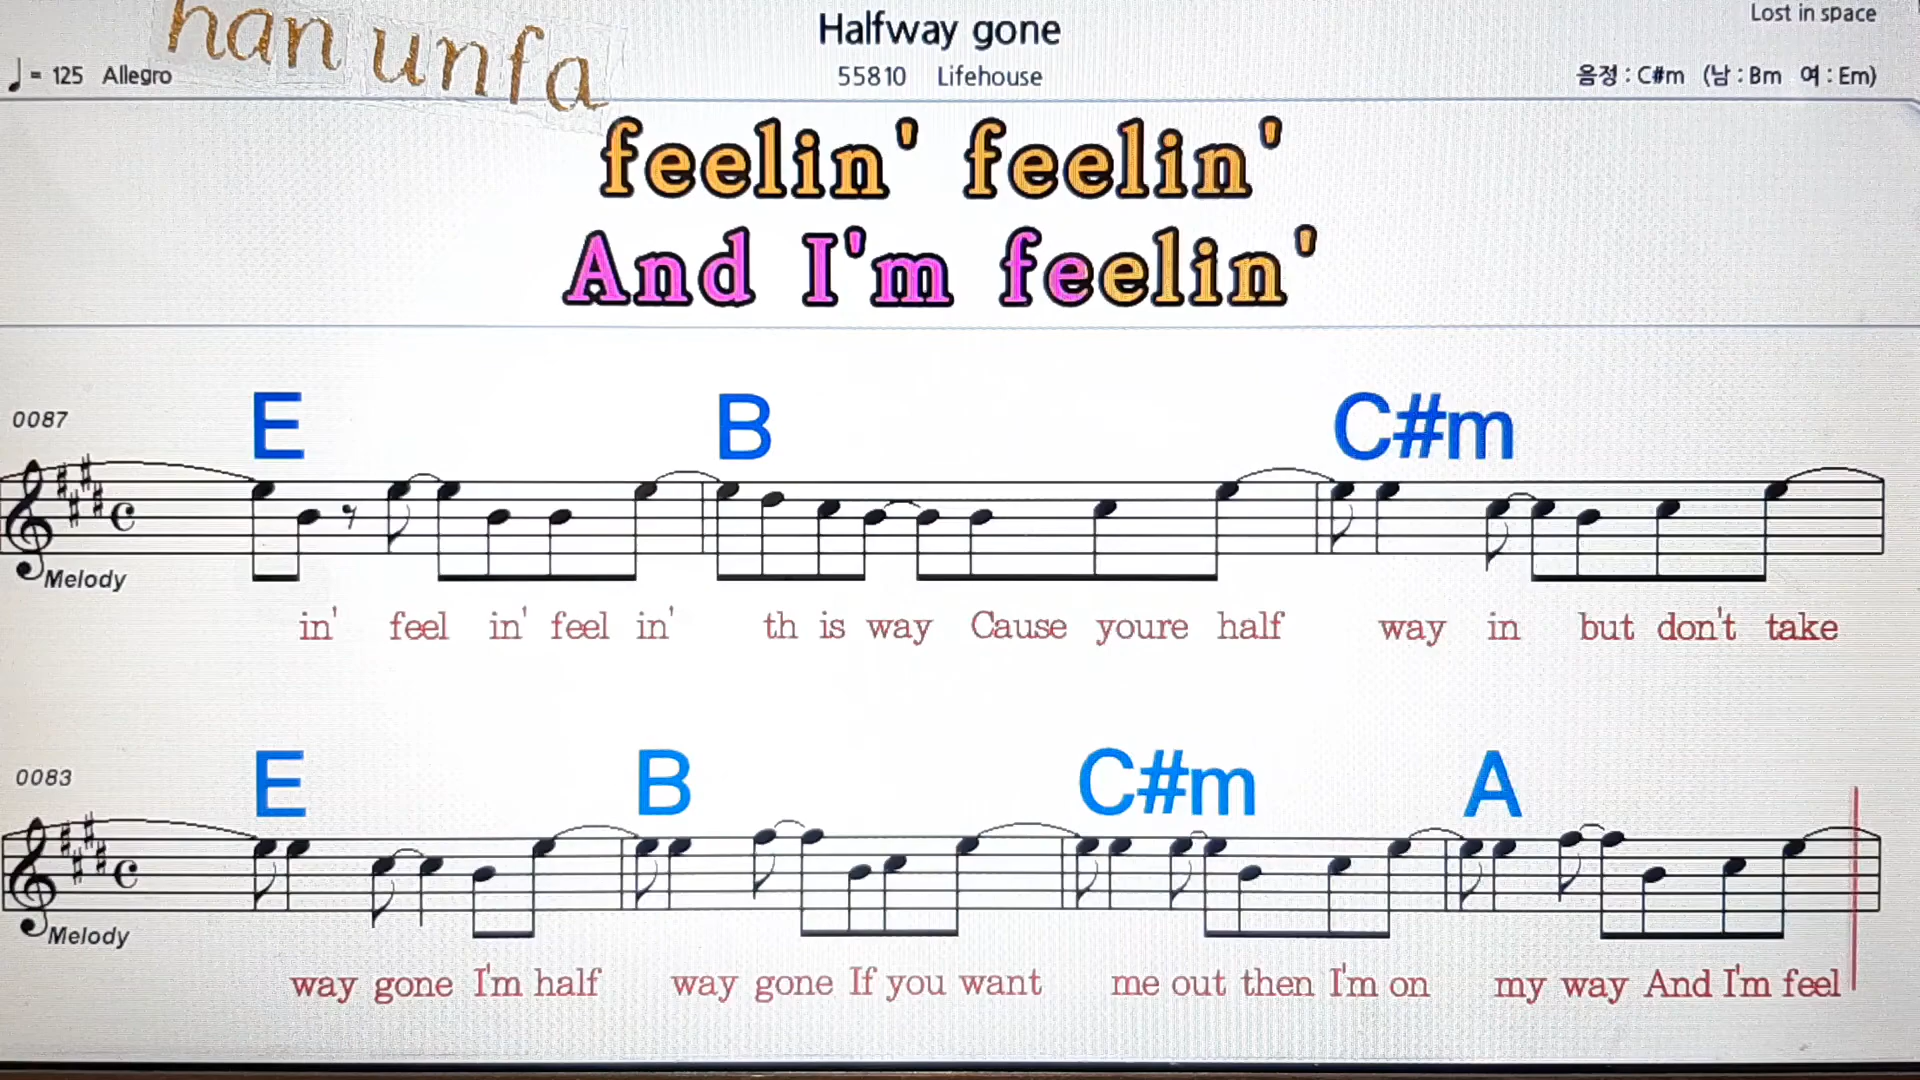 han unfa
Halfway gone
Lost in space
♩ = 125 Allegro
55810 Lifehouse
음정 : C#m (남 : Bm 여 : Em)
feelin' feelin'
And I'm feelin'
0087
E B C#m
Melody
in' feel in' feel in' th is way Cause youre half way in but don't take
0083
E B C#m A
Melody
way gone I'm half way gone If you want me out then I'm on my way And I'm feel